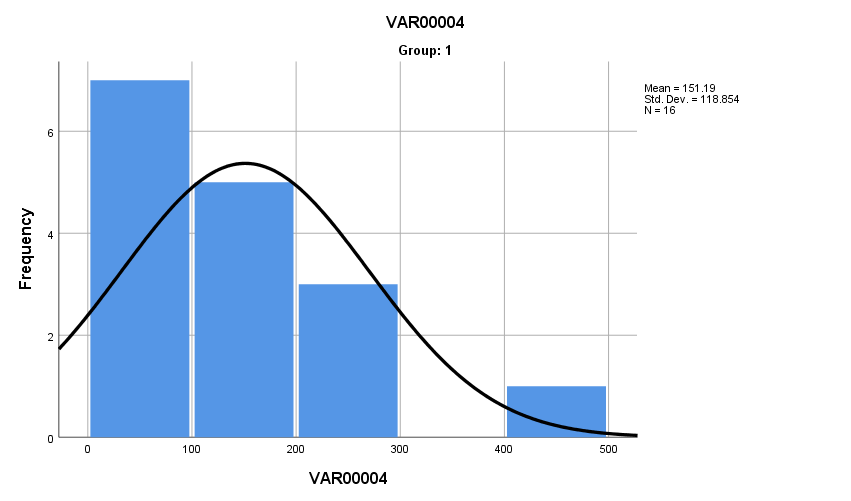 VAR00004
Group: 1
Mean = 151.19
Std. Dev. = 118.854
N = 16
Frequency
6
4
2
0
0 100 200 300 400 500
VAR00004